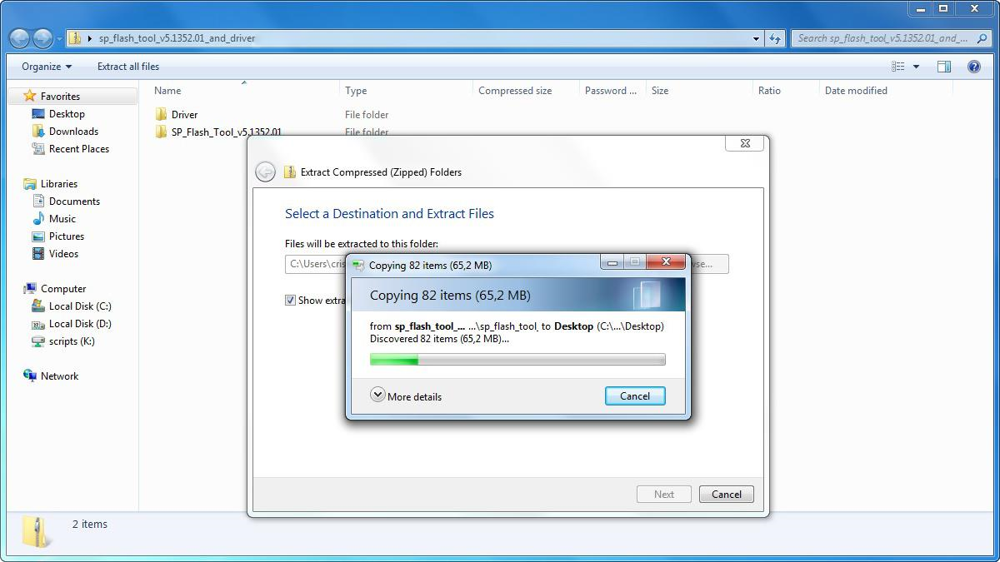 sp_flash_tool_v5.1352.01_and_driver
Search sp_flash_tool_v5.1352.01_and_...
Organize Extract all files
Name Type Compressed size Password ... Size Ratio Date modified
Driver File folder
SP_Flash_Tool_v5.1352.01 File folder
Favorites
Desktop
Downloads
Recent Places
Libraries
Documents
Music
Pictures
Videos
Computer
Local Disk (C:)
Local Disk (D:)
scripts (K:)
Network
2 items
Extract Compressed (Zipped) Folders
Select a Destination and Extract Files
Files will be extracted to this folder:
C:\Users\cris
Show extra
Next Cancel
Copying 82 items (65,2 MB)
Copying 82 items (65,2 MB)
from sp_flash_tool_... ...\sp_flash_tool_ to Desktop (C:\...\Desktop)
Discovered 82 items (65,2 MB)...
More details Cancel